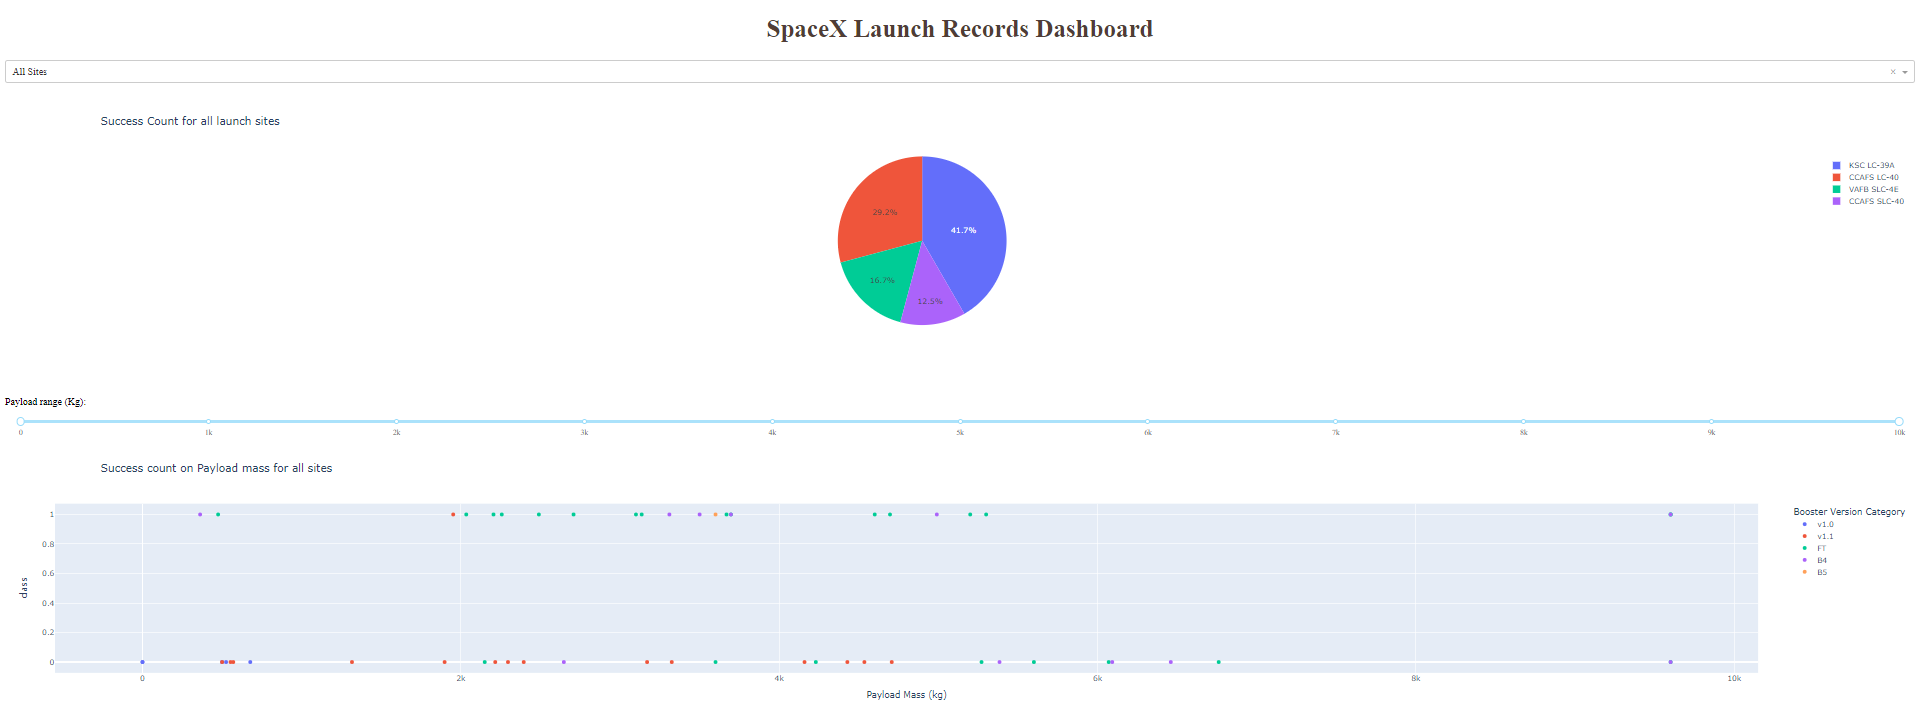 SpaceX Launch Records Dashboard
All Sites
×
Success Count for all launch sites
KSC LC-39A
CCAFS LC-40
VAFB SLC-4E
CCAFS SLC-40
29.2%
41.7%
16.7%
12.5%
Payload range (Kg):
0 1k 2k 3k 4k 5k 6k 7k 8k 9k 10k
Success count on Payload mass for all sites
Booster Version Category
v1.0
v1.1
FT
B4
B5
1
0.8
0.6
0.4
0.2
0
class
0 2k 4k 6k 8k 10k
Payload Mass (kg)